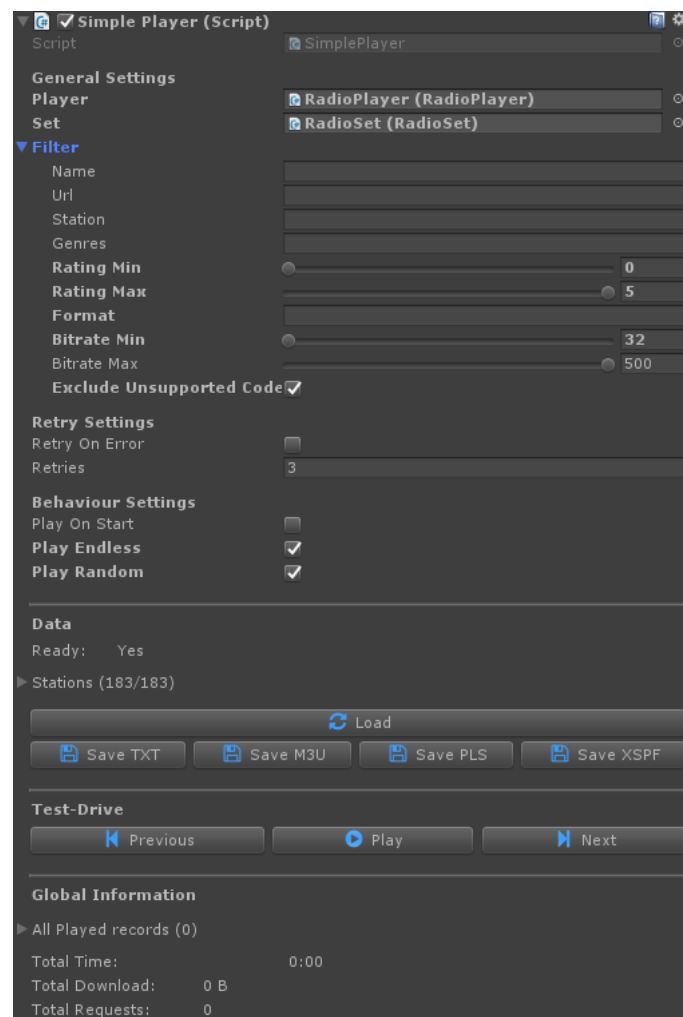 Simple Player (Script)
Script SimplePlayer
General Settings
Player RadioPlayer (RadioPlayer)
Set RadioSet (RadioSet)
Filter
Name
Url
Station
Genres
Rating Min 0
Rating Max 5
Format
Bitrate Min 32
Bitrate Max 500
Exclude Unsupported Code
Retry Settings
Retry On Error
Retries 3
Behaviour Settings
Play On Start
Play Endless
Play Random
Data
Ready: Yes
Stations (183/183)
Load
Save TXT Save M3U Save PLS Save XSPF
Test-Drive
Previous Play Next
Global Information
All Played records (0)
Total Time: 0:00
Total Download: 0 B
Total Requests: 0